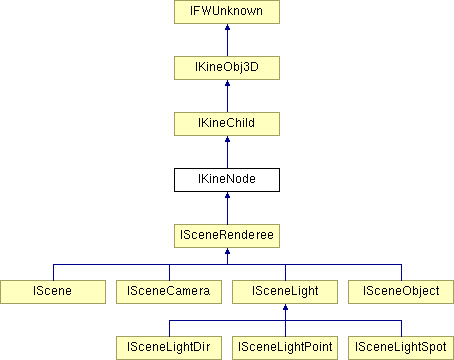 IFWUnknown
IKineObj3D
IKineChild
IKineNode
ISceneRenderee
IScene
ISceneCamera
ISceneLight
ISceneObject
ISceneLightDir
ISceneLightPoint
ISceneLightSpot